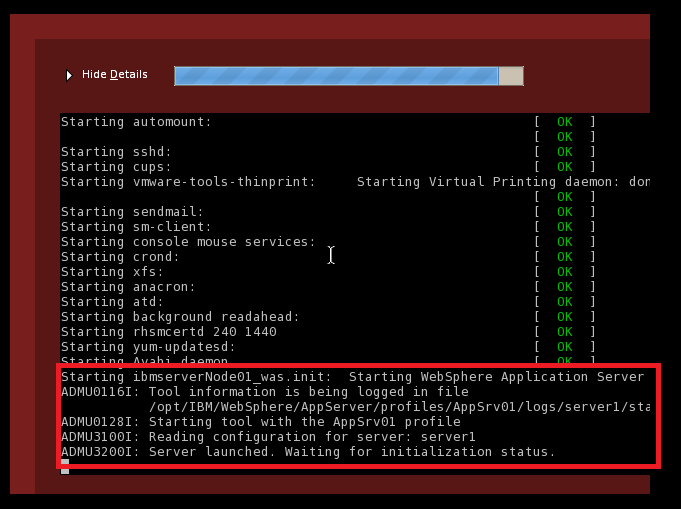 Hide Details
Starting automount: [ OK ]
[ OK ]
Starting sshd: [ OK ]
Starting cups: [ OK ]
Starting vmware-tools-thinprint: Starting Virtual Printing daemon: don
[ OK ]
Starting sendmail: [ OK ]
Starting sm-client: [ OK ]
Starting console mouse services: [ OK ]
Starting crond: [ OK ]
Starting xfs: [ OK ]
Starting anacron: [ OK ]
Starting atd: [ OK ]
Starting background readahead: [ OK ]
Starting rhsmcertd 240 1440 [ OK ]
Starting yum-updatesd: [ OK ]
Starting Avahi daemon [ OK ]
Starting ibmserverNode01_was.init: Starting WebSphere Application Server
ADMU0116I: Tool information is being logged in file
/opt/IBM/WebSphere/AppServer/profiles/AppSrv01/logs/server1/sta
ADMU0128I: Starting tool with the AppSrv01 profile
ADMU3100I: Reading configuration for server: server1
ADMU3200I: Server launched. Waiting for initialization status.